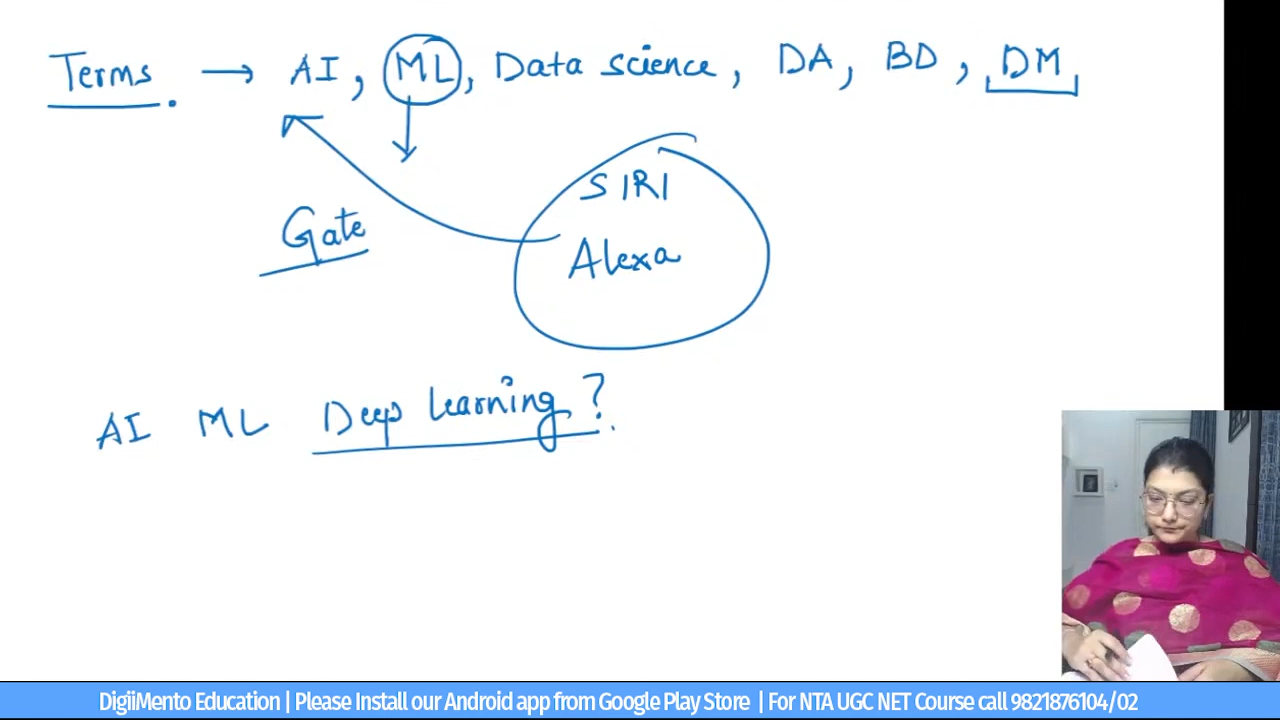 Terms. → AI, ML, Data science, DA, BD, DM
SIRI
Gate
Alexa
AI ML Deep learning?
DigiiMento Education | Please Install our Android app from Google Play Store | For NTA UGC NET Course call 9821876104/02